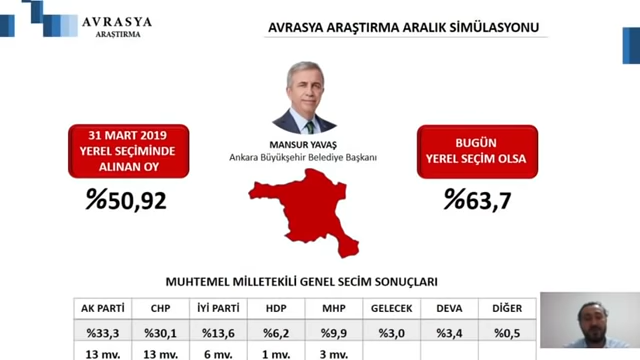 AVRASYA
ARAŞTIRMA
AVRASYA ARAŞTIRMA ARALIK SİMÜLASYONU
31 MART 2019
YEREL SEÇİMİNDE
ALINAN OY
%50,92
MANSUR YAVAŞ
Ankara Büyükşehir Belediye Başkanı
BUGÜN
YEREL SEÇİM OLSA
%63,7
MUHTEMEL MİLLETEKİLİ GENEL SECİM SONUÇLARI
AK PARTİ CHP İYİ PARTİ HDP MHP GELECEK DEVA DİĞER
%33,3 %30,1 %13,6 %6,2 %9,9 %3,0 %3,4 %0,5
13 mv. 13 mv. 6 mv. 1 mv. 3 mv.